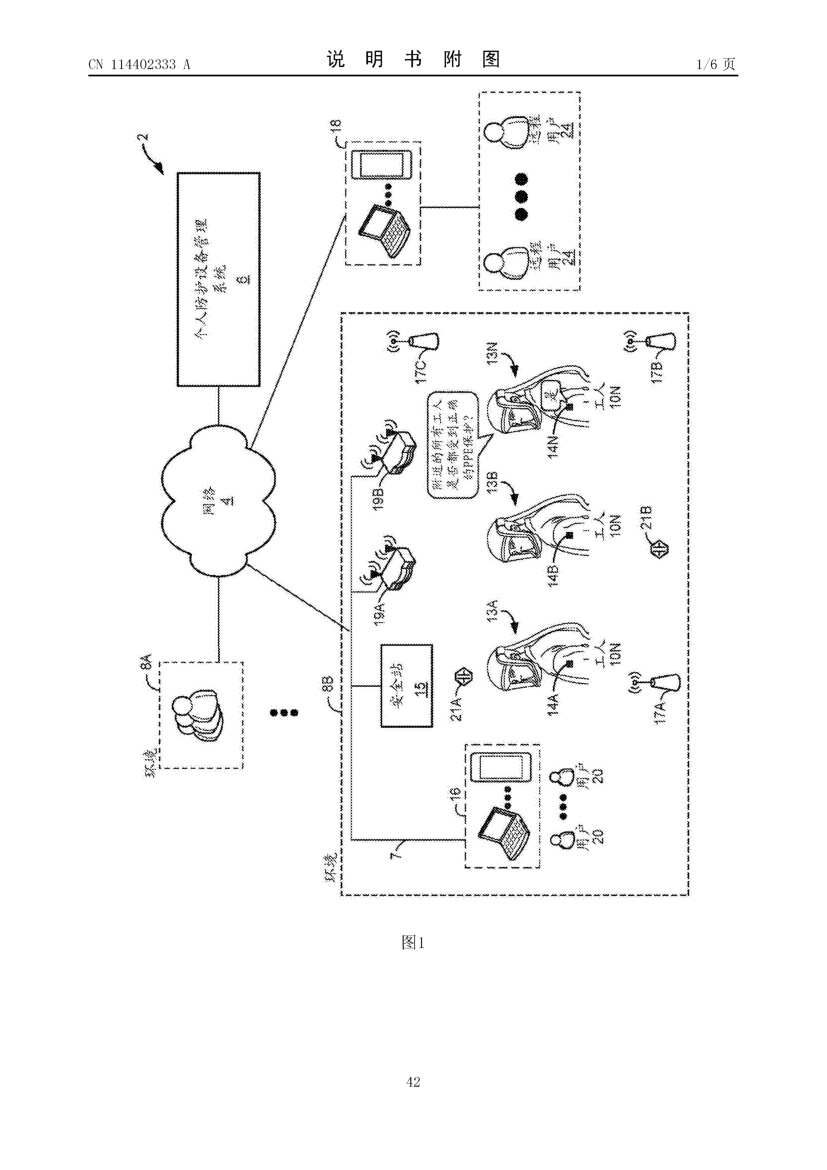 CN 114402333 A
说 明 书 附 图
1/6 页
2
个人防护设备管理
系统
6
网络
4
环境
8A
18
远程
用户
24
远程
用户
24
环境
8B
7
安全站
15
16
用户
20
用户
20
19A
19B
17C
21A
附近的所有工人
是否都受到正确
的PPE保护?
是
13A
14A
工人
10N
13B
14B
工人
10N
13N
14N
工人
10N
17A
21B
17B
图1
42